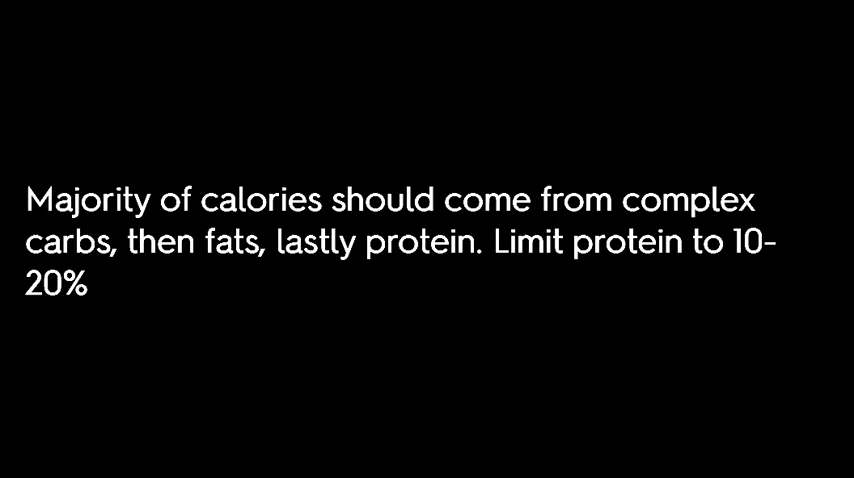 Majority of calories should come from complex
carbs, then fats, lastly protein. Limit protein to 10-
20%